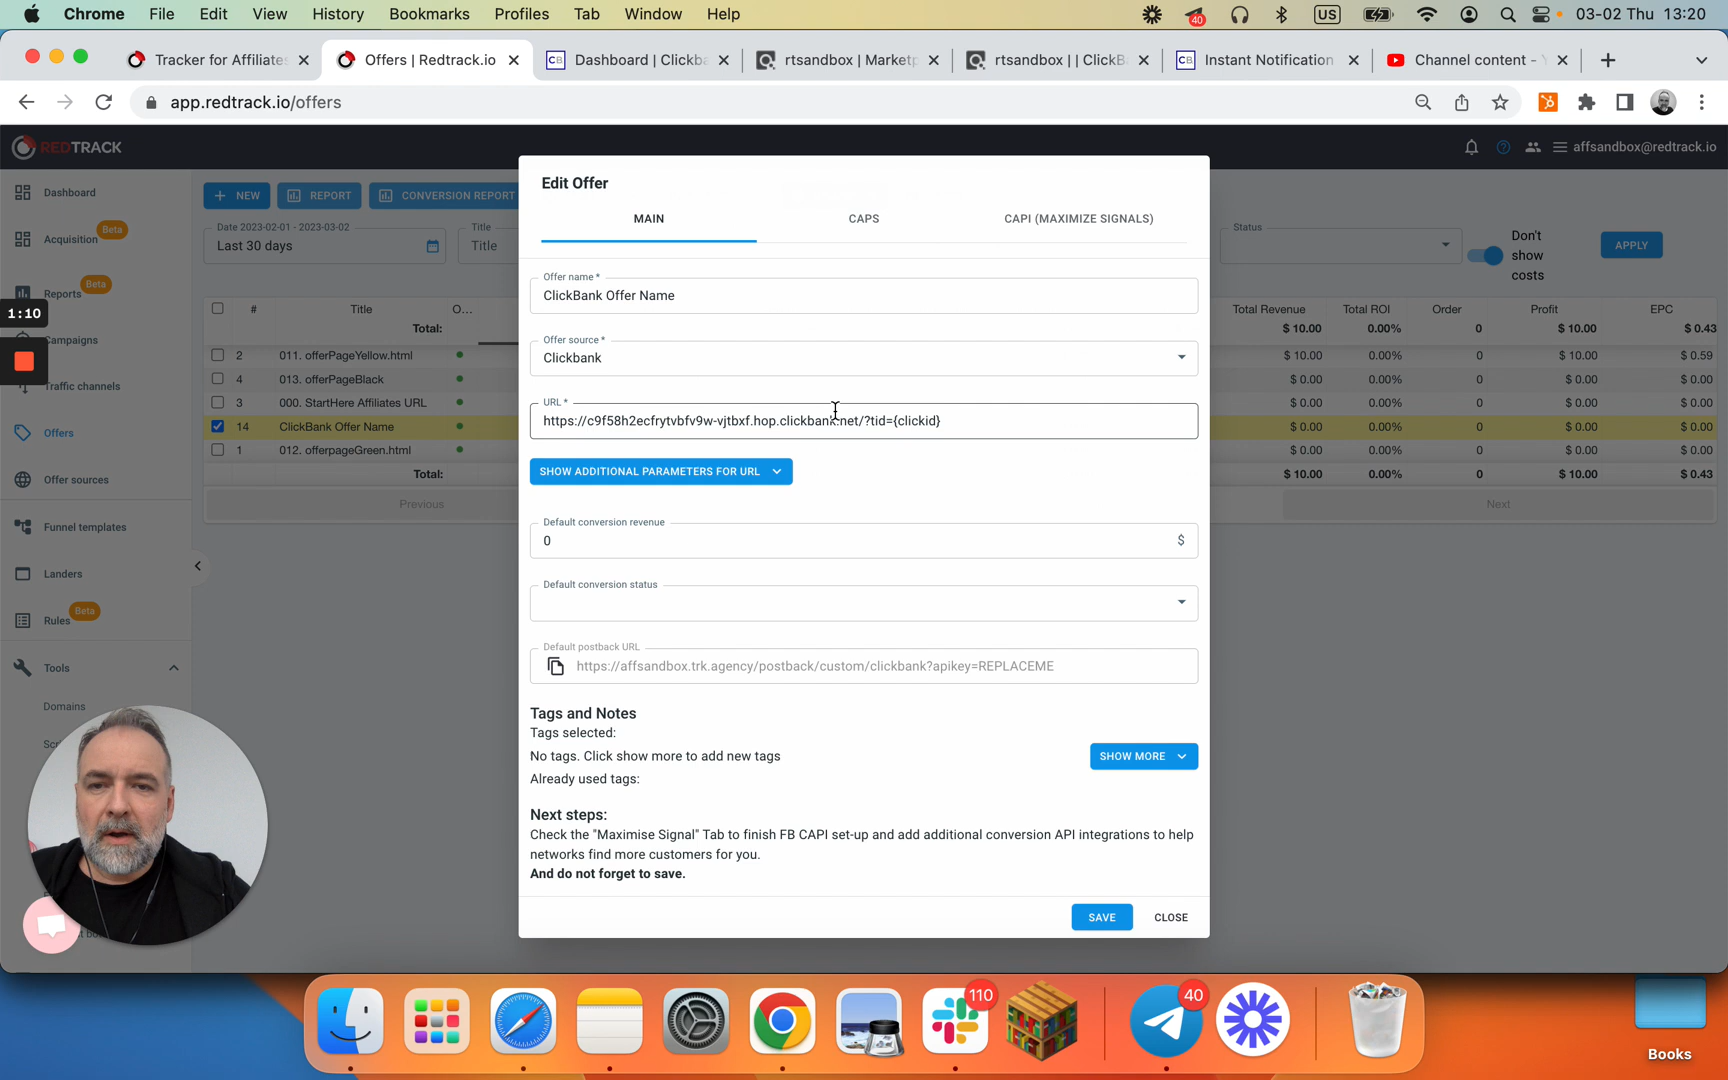 Chrome File Edit View History Bookmarks Profiles Tab Window Help 40 US 03-02 Thu 13:20
Tracker for Affiliates Offers | Redtrack.io CB Dashboard | Clickba rtsandbox | Marketp rtsandbox | | ClickB CB Instant Notification Channel content -
app.redtrack.io/offers
REDTRACK affsandbox@redtrack.io
Dashboard
Acquisition Beta
Reports Beta
1:10
Campaigns
Traffic channels
Offers
Offer sources
Funnel templates
Landers
Rules Beta
Tools
Domains
NEW REPORT CONVERSION REPORT
Date 2023-02-01 - 2023-03-02
Last 30 days
Title
Title
Status
Don't show costs
APPLY
# Title O... Total Revenue Total ROI Order Profit EPC
Total: $ 10.00 0.00% 0 $ 10.00 $ 0.43
2 011. offerPageYellow.html $ 10.00 0.00% 0 $ 10.00 $ 0.59
4 013. offerPageBlack $ 0.00 0.00% 0 $ 0.00 $ 0.00
3 000. StartHere Affiliates URL $ 0.00 0.00% 0 $ 0.00 $ 0.00
14 ClickBank Offer Name $ 0.00 0.00% 0 $ 0.00 $ 0.00
1 012. offerpageGreen.html $ 0.00 0.00% 0 $ 0.00 $ 0.00
Total: $ 10.00 0.00% 0 $ 10.00 $ 0.43
Previous Next
Edit Offer
MAIN CAPS CAPI (MAXIMIZE SIGNALS)
Offer name *
ClickBank Offer Name
Offer source *
Clickbank
URL *
https://c9f58h2ecfrytvbfv9w-vjtbxf.hop.clickbank.net/?tid={clickid}
SHOW ADDITIONAL PARAMETERS FOR URL
Default conversion revenue
0 $
Default conversion status
Default postback URL
https://affsandbox.trk.agency/postback/custom/clickbank?apikey=REPLACEME
Tags and Notes
Tags selected:
No tags. Click show more to add new tags
SHOW MORE
Already used tags:
Next steps:
Check the "Maximise Signal" Tab to finish FB CAPI set-up and add additional conversion API integrations to help
networks find more customers for you.
And do not forget to save.
SAVE CLOSE
110 40
Books